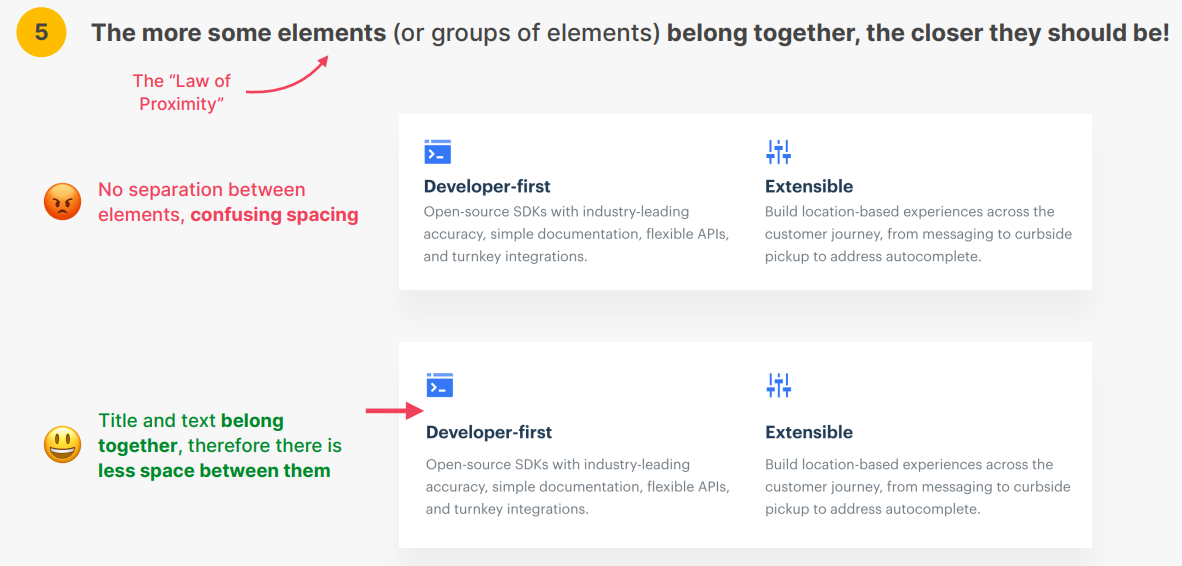 5
The more some elements (or groups of elements) belong together, the closer they should be!
The “Law of
Proximity”
No separation between
elements, confusing spacing
Developer-first
Open-source SDKs with industry-leading
accuracy, simple documentation, flexible APIs,
and turnkey integrations.
Extensible
Build location-based experiences across the
customer journey, from messaging to curbside
pickup to address autocomplete.
Title and text belong
together, therefore there is
less space between them
Developer-first
Open-source SDKs with industry-leading
accuracy, simple documentation, flexible APIs,
and turnkey integrations.
Extensible
Build location-based experiences across the
customer journey, from messaging to curbside
pickup to address autocomplete.